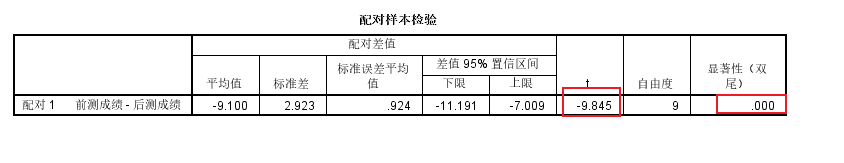 配对样本检验
配对差值
差值 95% 置信区间
平均值 标准差 标准误差平均值 下限 上限 t 自由度 显著性（双尾）
配对 1 前测成绩 - 后测成绩 -9.100 2.923 .924 -11.191 -7.009 -9.845 9 .000